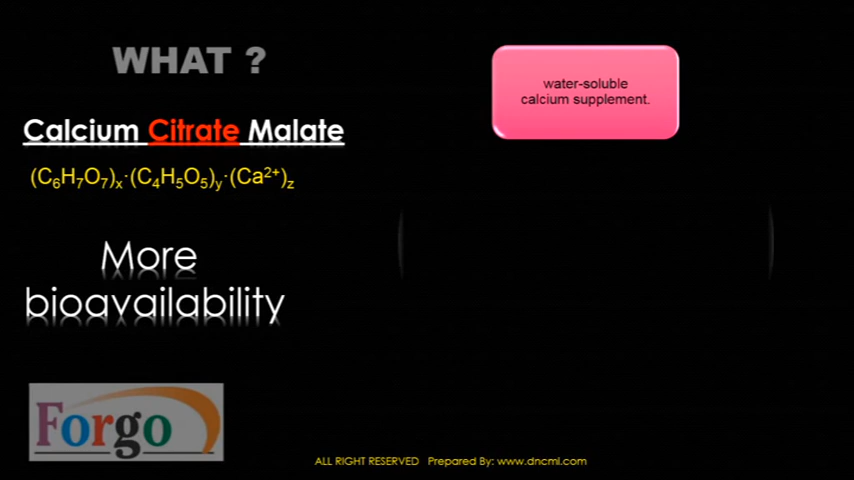 WHAT ?
water-soluble
calcium supplement.
Calcium Citrate Malate
(C₆H₇O₇)ₓ·(C₄H₅O₅)ᵧ·(Ca²⁺)z
More
bioavailability
Forgo
ALL RIGHT RESERVED Prepared By: www.dncml.com